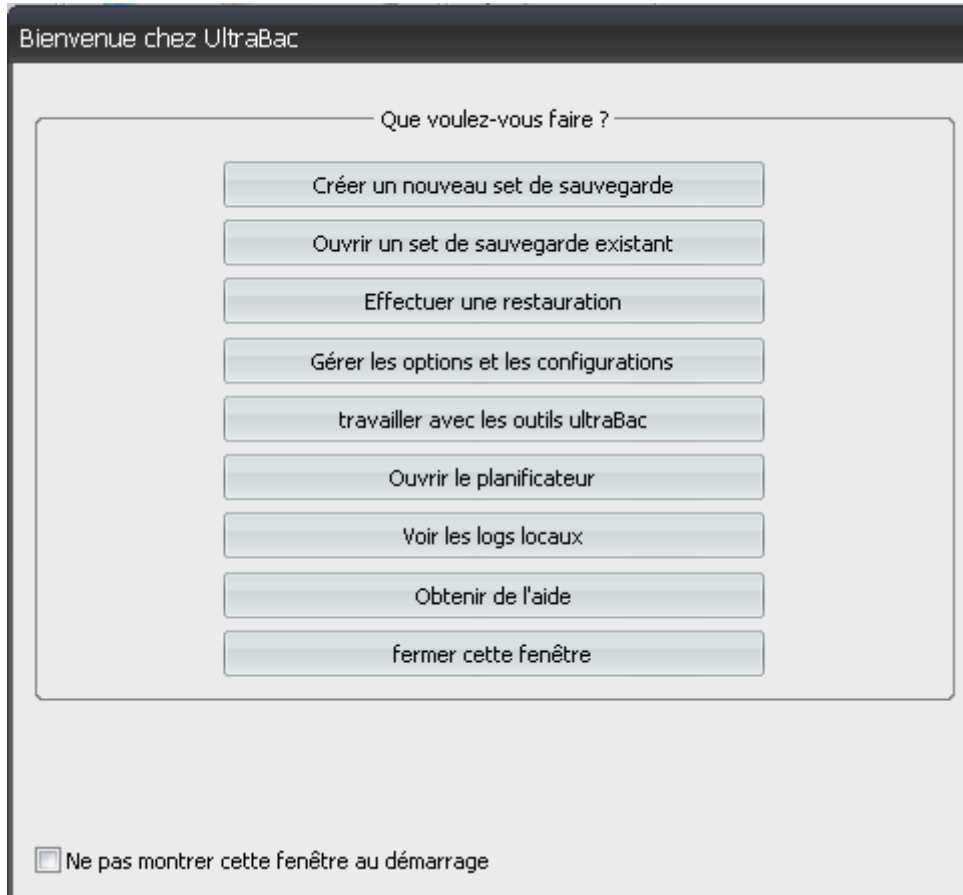 Bienvenue chez UltraBac
Que voulez-vous faire ?
Créer un nouveau set de sauvegarde
Ouvrir un set de sauvegarde existant
Effectuer une restauration
Gérer les options et les configurations
travailler avec les outils ultraBac
Ouvrir le planificateur
Voir les logs locaux
Obtenir de l'aide
fermer cette fenêtre
Ne pas montrer cette fenêtre au démarrage